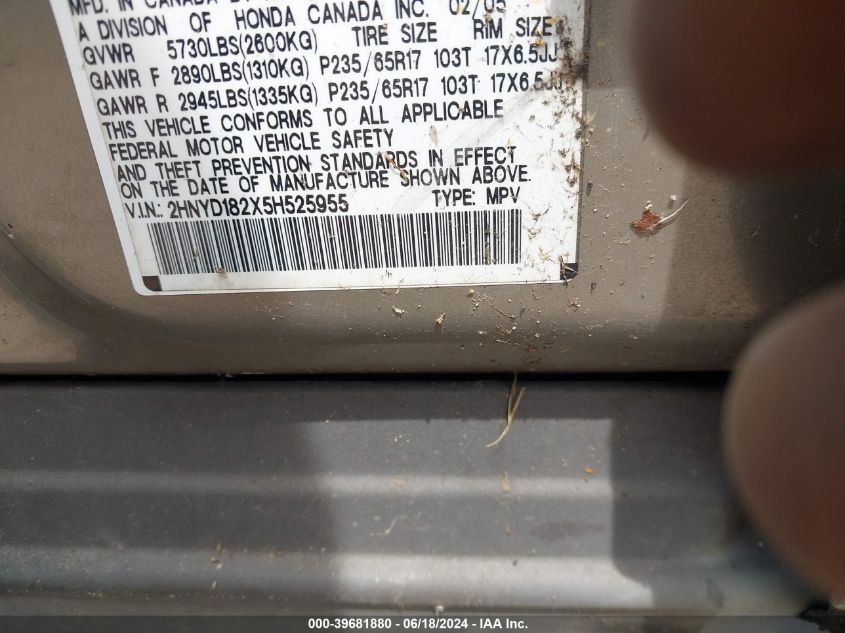 MFD. IN CANADA
A DIVISION OF HONDA CANADA INC. 02/05
GVWR 5730LBS(2600KG) TIRE SIZE RIM SIZE
GAWR F 2890LBS(1310KG) P235/65R17 103T 17X6.5JJ
GAWR R 2945LBS(1335KG) P235/65R17 103T 17X6.5JJ
THIS VEHICLE CONFORMS TO ALL APPLICABLE
FEDERAL MOTOR VEHICLE SAFETY
AND THEFT PREVENTION STANDARDS IN EFFECT
ON THE DATE OF MANUFACTURE SHOWN ABOVE.
V.I.N.: 2HNYD182X5H525955 TYPE: MPV
000-39681880 - 06/18/2024 - IAA Inc.